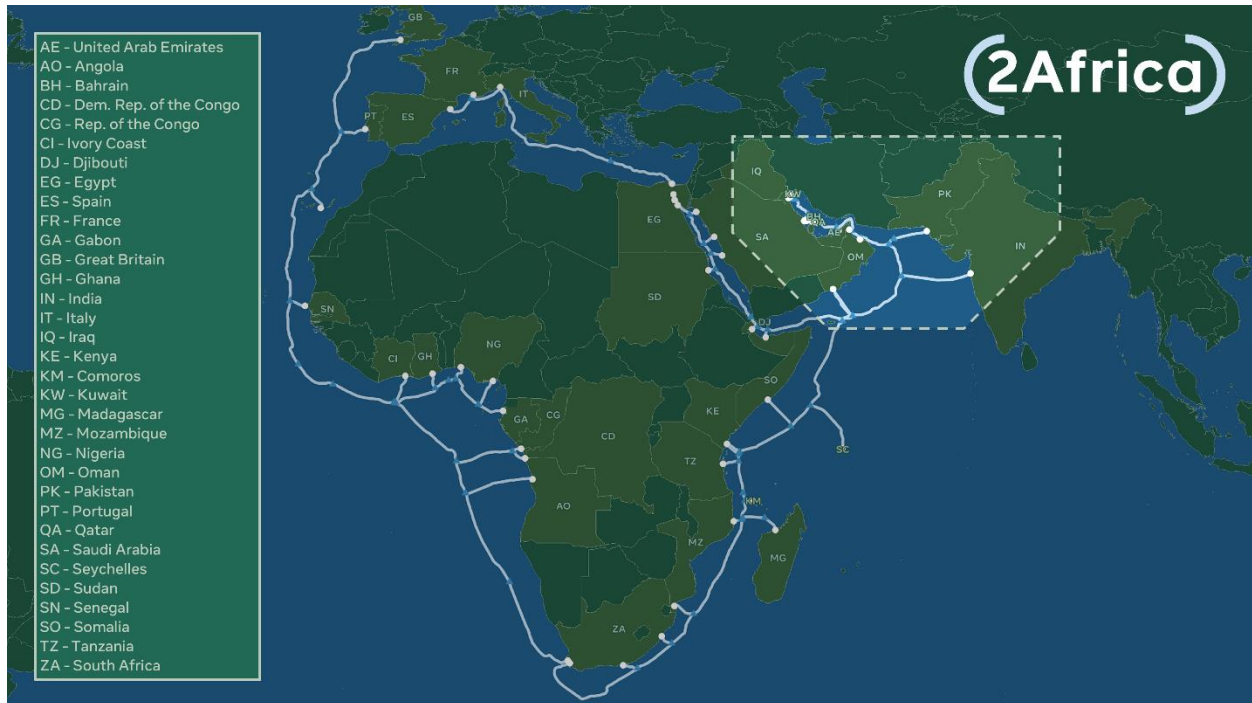 AE - United Arab Emirates
AO - Angola
BH - Bahrain
CD - Dem. Rep. of the Congo
CG - Rep. of the Congo
CI - Ivory Coast
DJ - Djibouti
EG - Egypt
ES - Spain
FR - France
GA - Gabon
GB - Great Britain
GH - Ghana
IN - India
IT - Italy
IQ - Iraq
KE - Kenya
KM - Comoros
KW - Kuwait
MG - Madagascar
MZ - Mozambique
NG - Nigeria
OM - Oman
PK - Pakistan
PT - Portugal
QA - Qatar
SA - Saudi Arabia
SC - Seychelles
SD - Sudan
SN - Senegal
SO - Somalia
TZ - Tanzania
ZA - South Africa
(2Africa)
GB
FR
IT
PT
ES
IQ
KW
PK
BH
QA
EG
SA
AE
IN
OM
SD
SN
DJ
NG
CI
GH
SO
KE
GA
CG
CD
SC
TZ
KM
AO
MZ
MG
ZA